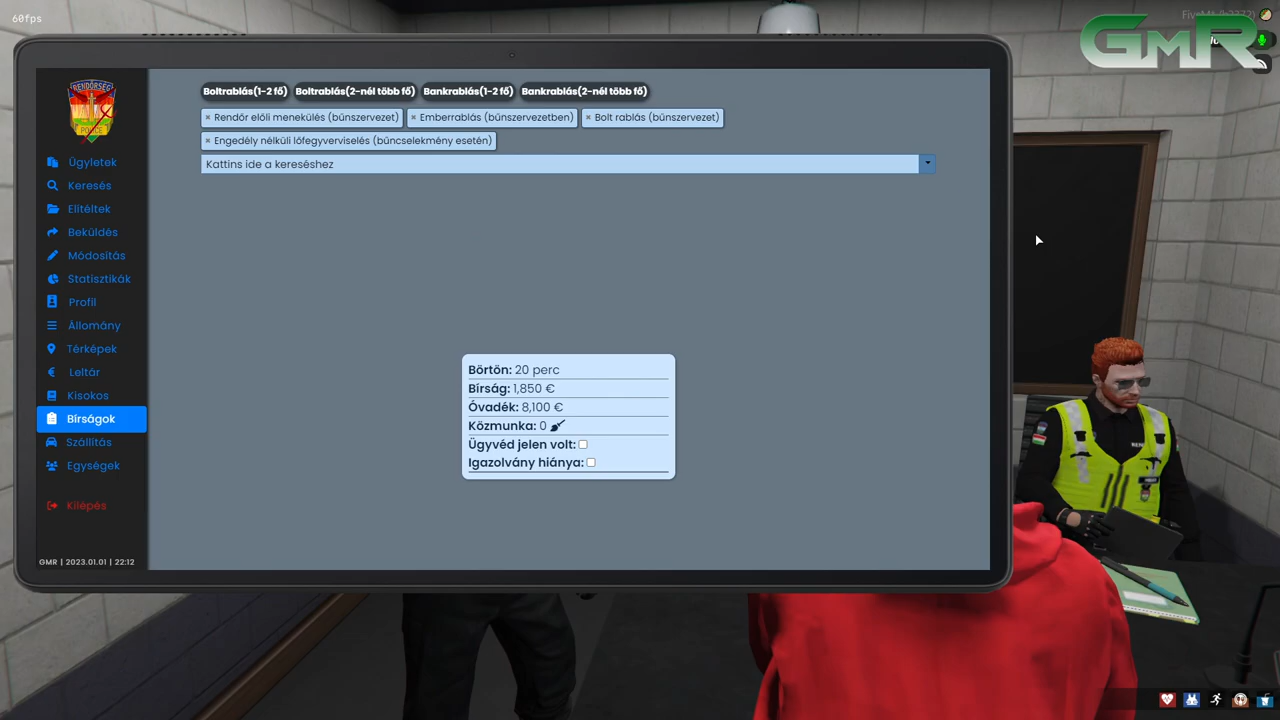 60fps
GMR
RENDŐRSÉG
POLICE
Ügyletek
Keresés
Elítéltek
Beküldés
Módosítás
Statisztikák
Profil
Állomány
Térképek
Leltár
Kisokos
Bírságok
Szállítás
Egységek
Kilépés
GMR | 2023.01.01 | 22:12
Boltrablás(1-2 fő) Boltrablás(2-nél több fő) Bankrablás(1-2 fő) Bankrablás(2-nél több fő)
× Rendőr előli menekülés (bűnszervezet) × Emberrablás (bűnszervezetben) × Bolt rablás (bűnszervezet)
× Engedély nélküli lőfegyverviselés (bűncselekmény esetén)
Kattins ide a kereséshez
Börtön: 20 perc
Bírság: 1,850 €
Óvadék: 8,100 €
Közmunka: 0
Ügyvéd jelen volt:
Igazolvány hiánya: